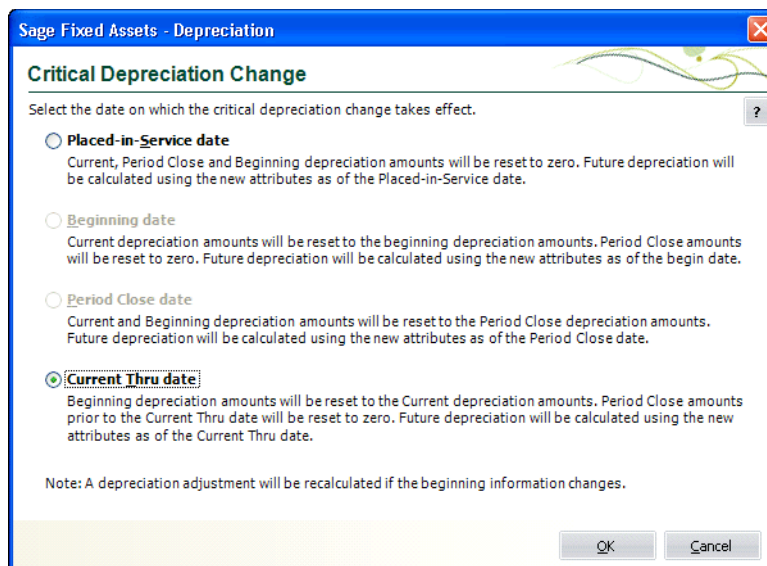 Sage Fixed Assets - Depreciation
Critical Depreciation Change
Select the date on which the critical depreciation change takes effect.
?
Placed-in-Service date
Current, Period Close and Beginning depreciation amounts will be reset to zero. Future depreciation will
be calculated using the new attributes as of the Placed-in-Service date.
Beginning date
Current depreciation amounts will be reset to the beginning depreciation amounts. Period Close amounts
will be reset to zero. Future depreciation will be calculated using the new attributes as of the begin date.
Period Close date
Current and Beginning depreciation amounts will be reset to the Period Close depreciation amounts.
Future depreciation will be calculated using the new attributes as of the Period Close date.
Current Thru date
Beginning depreciation amounts will be reset to the Current depreciation amounts. Period Close amounts
prior to the Current Thru date will be reset to zero. Future depreciation will be calculated using the new
attributes as of the Current Thru date.
Note: A depreciation adjustment will be recalculated if the beginning information changes.
OK
Cancel